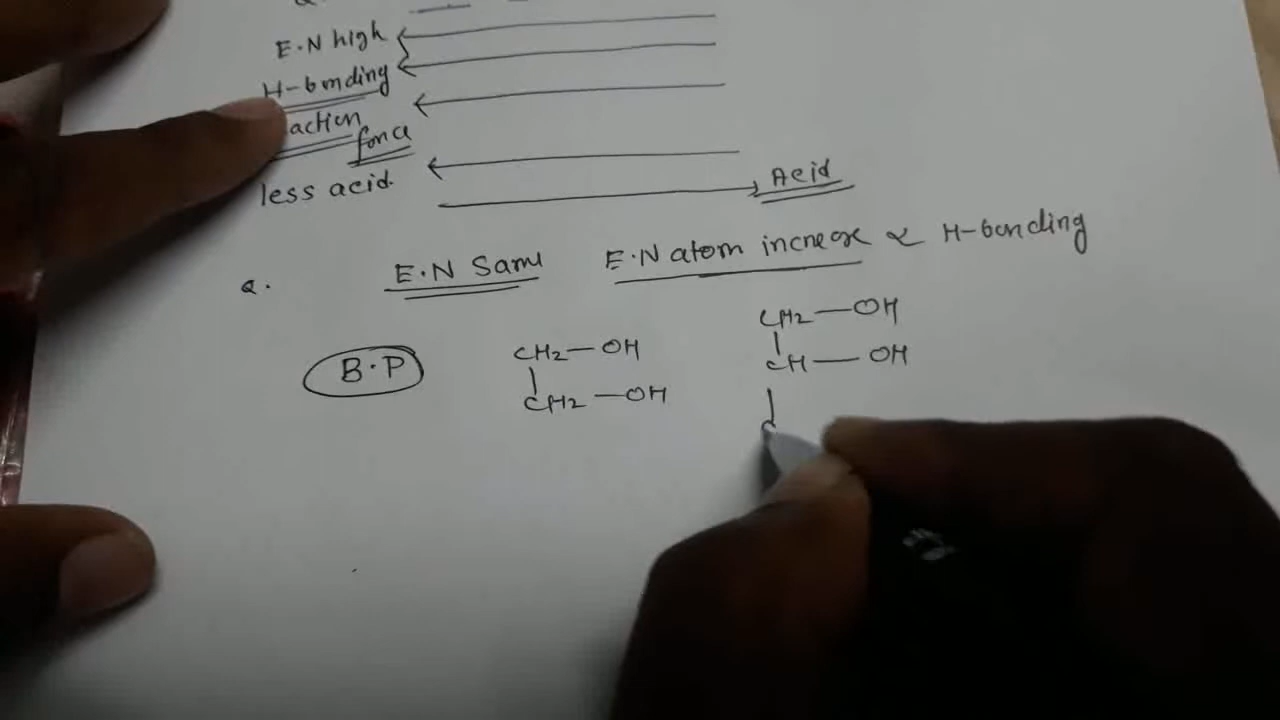 E.N high
H-bonding
action
force
less acid.
Acid
Q. E.N Same E.N atom increase ∝ H-bonding
B.P
CH2—OH
|
CH2—OH
CH2—OH
|
CH—OH
|